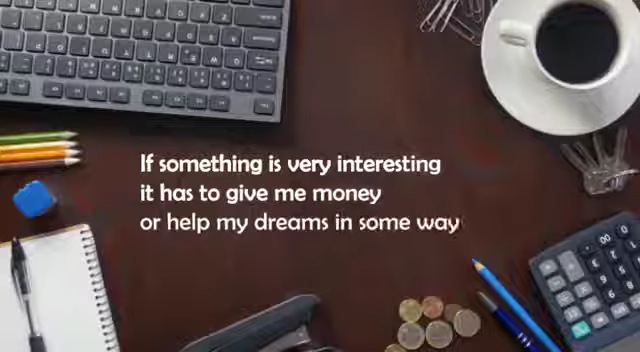 If something is very interesting
it has to give me money
or help my dreams in some way